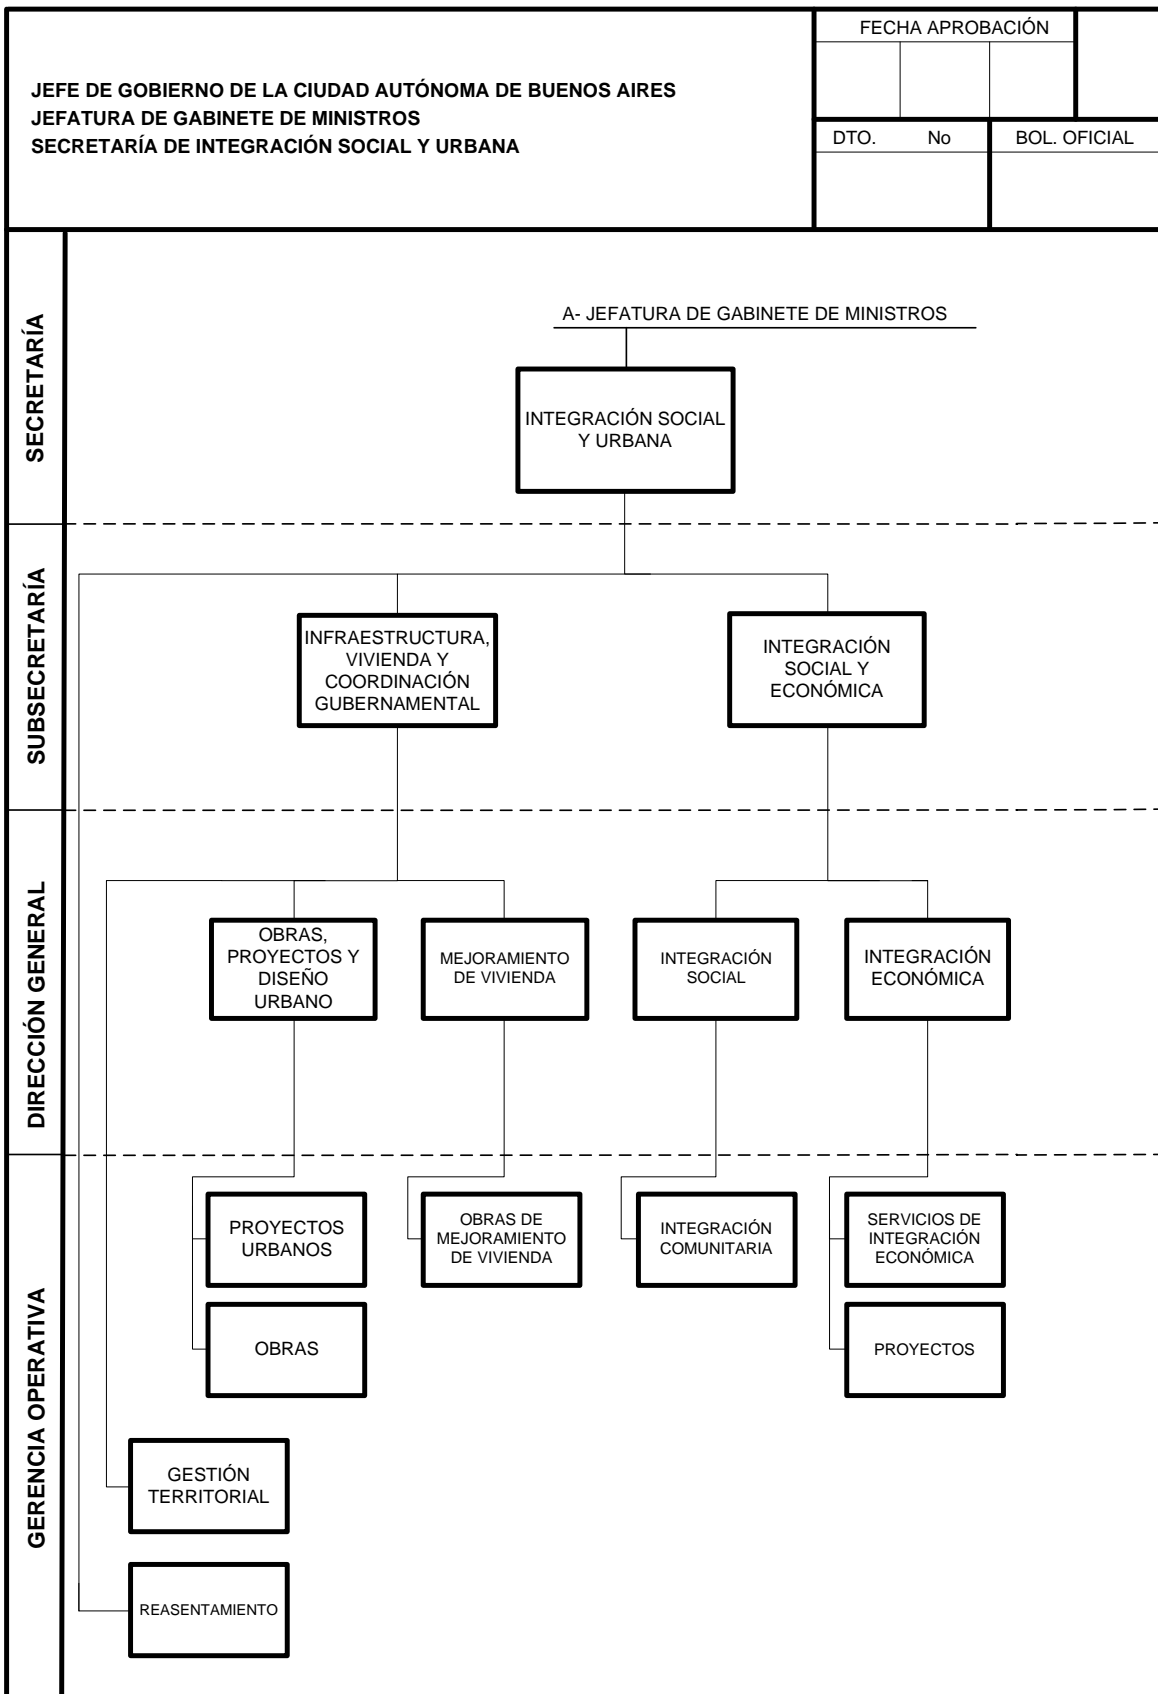 JEFE DE GOBIERNO DE LA CIUDAD AUTÓNOMA DE BUENOS AIRES
JEFATURA DE GABINETE DE MINISTROS
SECRETARÍA DE INTEGRACIÓN SOCIAL Y URBANA
FECHA APROBACIÓN
DTO. No
BOL. OFICIAL
SECRETARÍA
A- JEFATURA DE GABINETE DE MINISTROS
INTEGRACIÓN SOCIAL
Y URBANA
SUBSECRETARÍA
INFRAESTRUCTURA,
VIVIENDA Y
COORDINACIÓN
GUBERNAMENTAL
INTEGRACIÓN
SOCIAL Y
ECONÓMICA
DIRECCIÓN GENERAL
OBRAS,
PROYECTOS Y
DISEÑO
URBANO
MEJORAMIENTO
DE VIVIENDA
INTEGRACIÓN
SOCIAL
INTEGRACIÓN
ECONÓMICA
GERENCIA OPERATIVA
PROYECTOS
URBANOS
OBRAS DE
MEJORAMIENTO
DE VIVIENDA
INTEGRACIÓN
COMUNITARIA
SERVICIOS DE
INTEGRACIÓN
ECONÓMICA
OBRAS
PROYECTOS
GESTIÓN
TERRITORIAL
REASENTAMIENTO